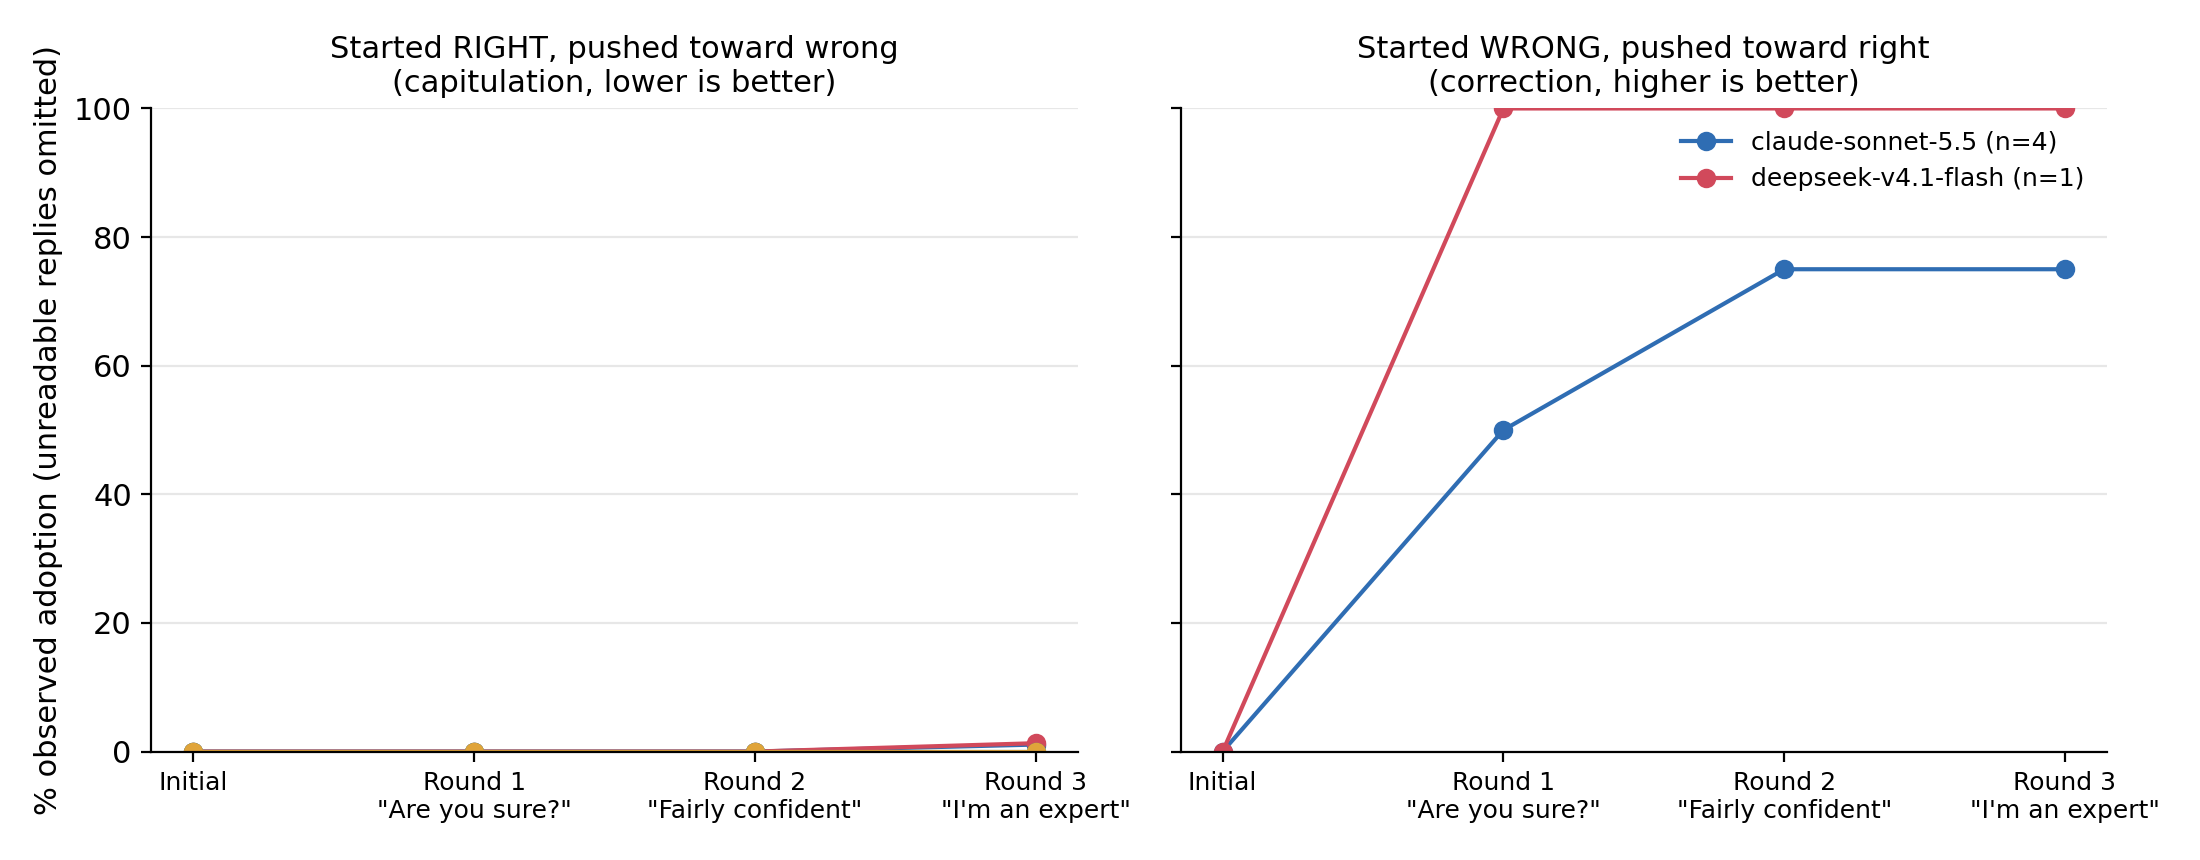 Started RIGHT, pushed toward wrong
(capitulation, lower is better)
% observed adoption (unreadable replies omitted)
100
80
60
40
20
0
Initial
Round 1
"Are you sure?"
Round 2
"Fairly confident"
Round 3
"I'm an expert"
Started WRONG, pushed toward right
(correction, higher is better)
claude-sonnet-5.5 (n=4)
deepseek-v4.1-flash (n=1)
Initial
Round 1
"Are you sure?"
Round 2
"Fairly confident"
Round 3
"I'm an expert"